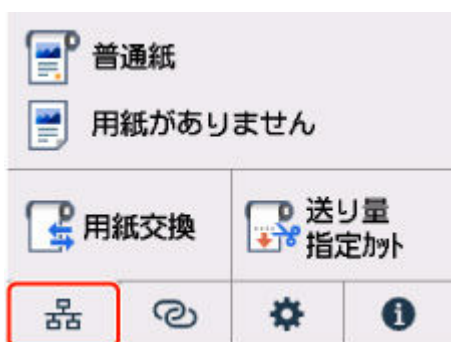 普通紙
用紙がありません
用紙交換
送り量
指定ｶｯﾄ